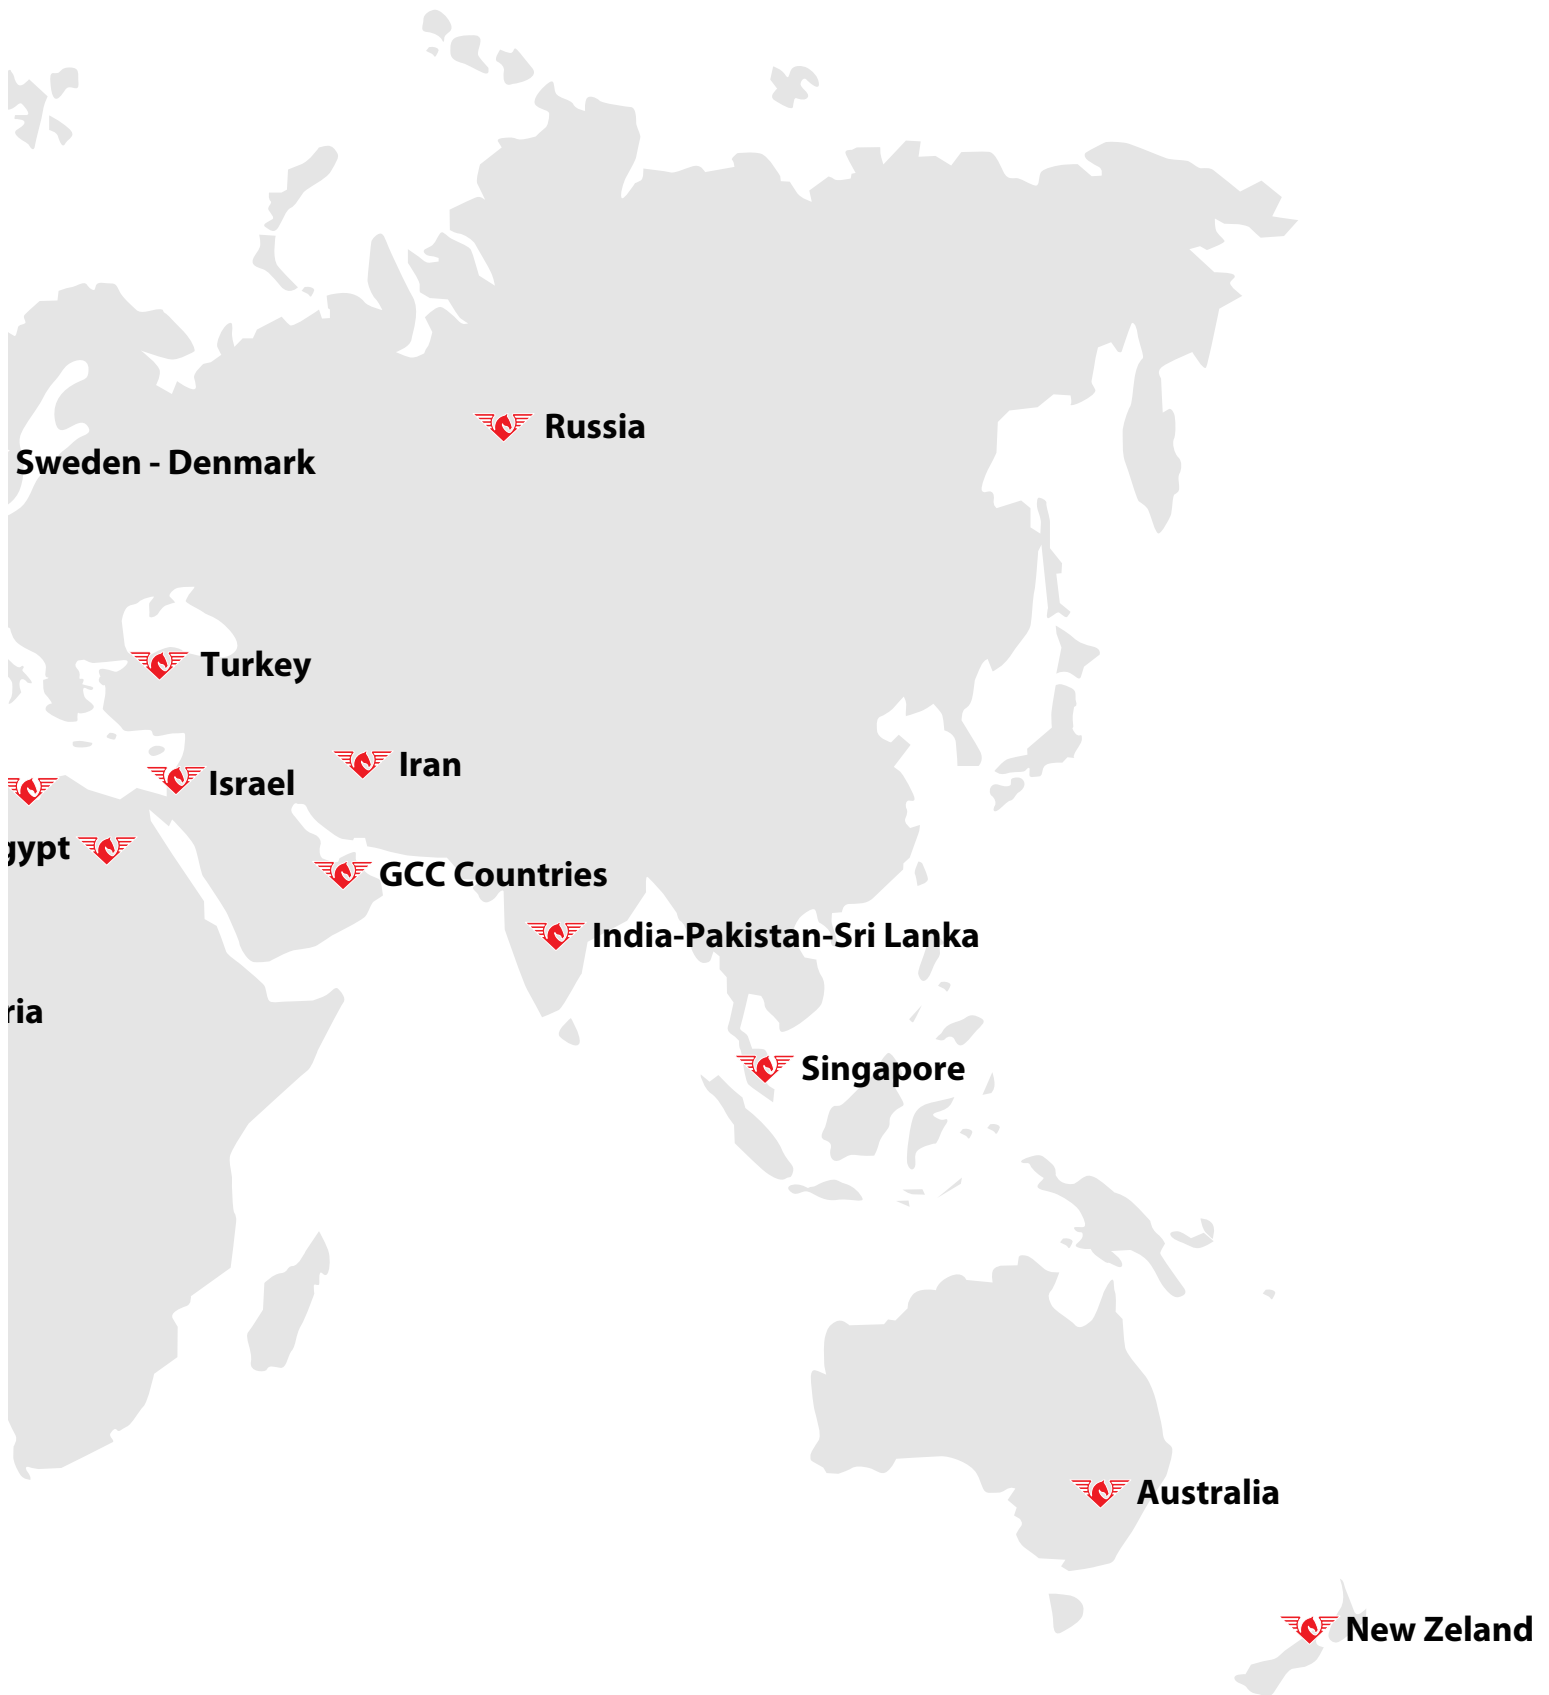 Russia
Sweden - Denmark
Turkey
Iran
Israel
gypt
GCC Countries
India-Pakistan-Sri Lanka
ria
Singapore
Australia
New Zeland